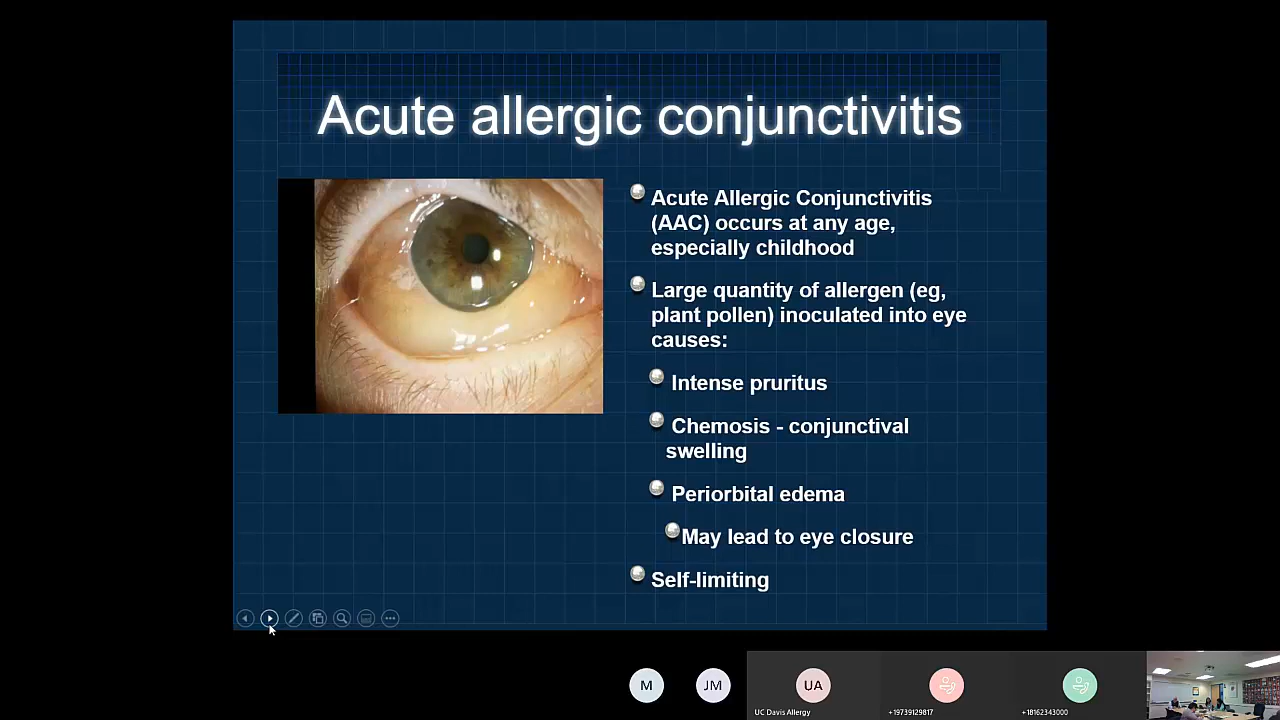 Acute allergic conjunctivitis
Acute Allergic Conjunctivitis
(AAC) occurs at any age,
especially childhood
Large quantity of allergen (eg,
plant pollen) inoculated into eye
causes:
Intense pruritus
Chemosis - conjunctival
swelling
Periorbital edema
May lead to eye closure
Self-limiting
M
JM
UA
UC Davis Allergy
+19739129817
+18162343000